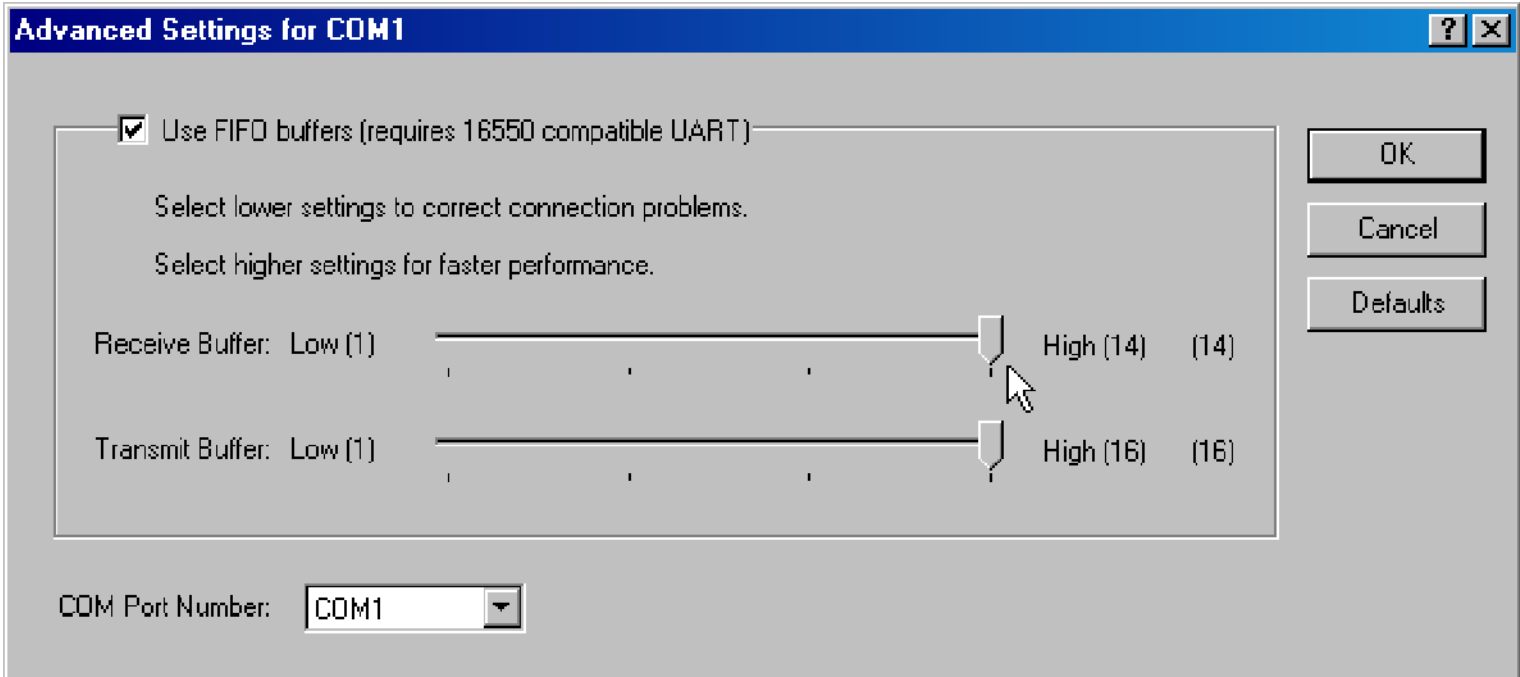 Advanced Settings for COM1
Use FIFO buffers (requires 16550 compatible UART)
OK
Select lower settings to correct connection problems.
Cancel
Select higher settings for faster performance.
Defaults
Receive Buffer: Low (1) High (14) (14)
Transmit Buffer: Low (1) High (16) (16)
COM Port Number: COM1